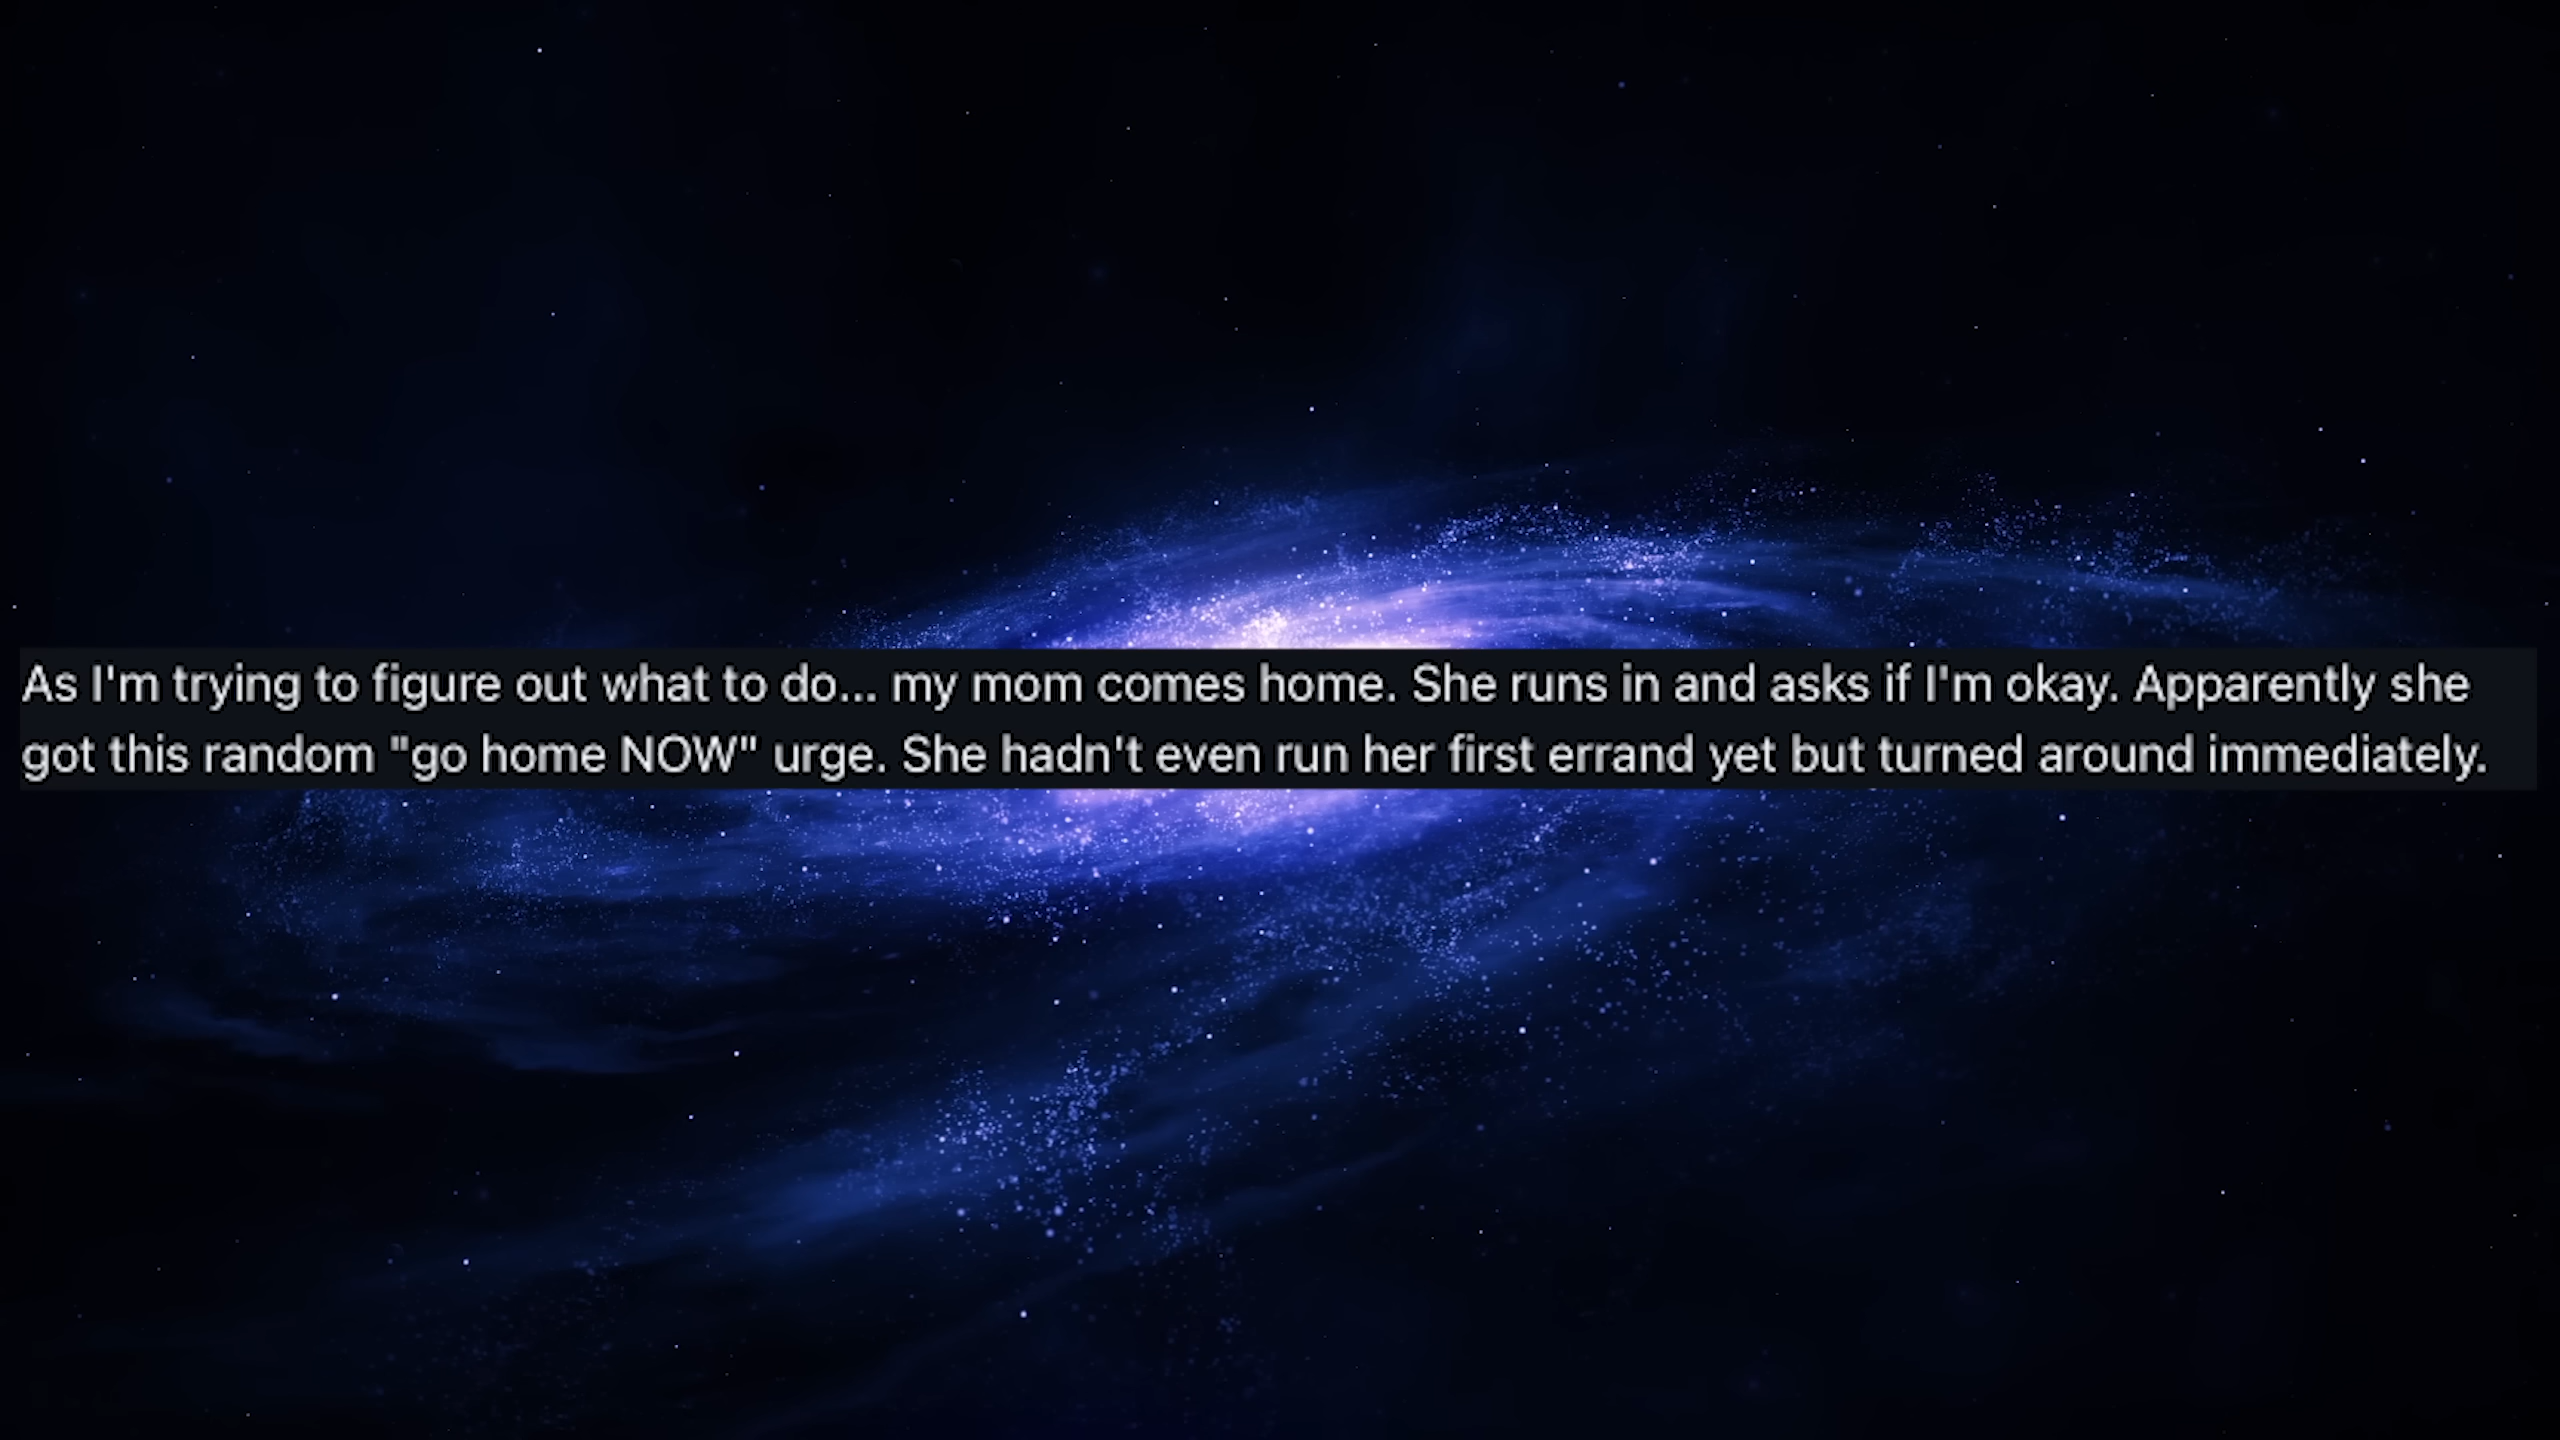 As I'm trying to figure out what to do... my mom comes home. She runs in and asks if I'm okay. Apparently she
got this random "go home NOW" urge. She hadn't even run her first errand yet but turned around immediately.